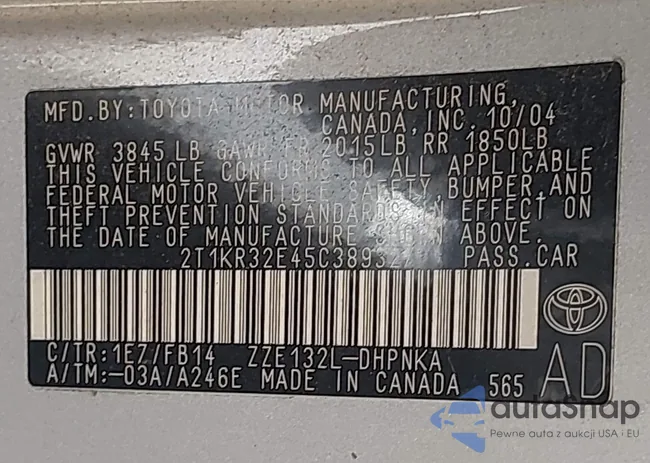 MFD. BY: TOYOTA MOTOR MANUFACTURING,
CANADA, INC. 10/04
GVWR 3845 LB GAWR FR 2015LB RR 1850LB
THIS VEHICLE CONFORMS TO ALL APPLICABLE
FEDERAL MOTOR VEHICLE SAFETY, BUMPER, AND
THEFT PREVENTION STANDARDS IN EFFECT ON
THE DATE OF MANUFACTURE SHOWN ABOVE.
PASS. CAR
C/TR: 1E7/FB14 ZZE132L-DHPNKA
A/TM:-03A/A246E MADE IN CANADA 565
AD
autoSnap
Pewne auta z aukcji USA i EU